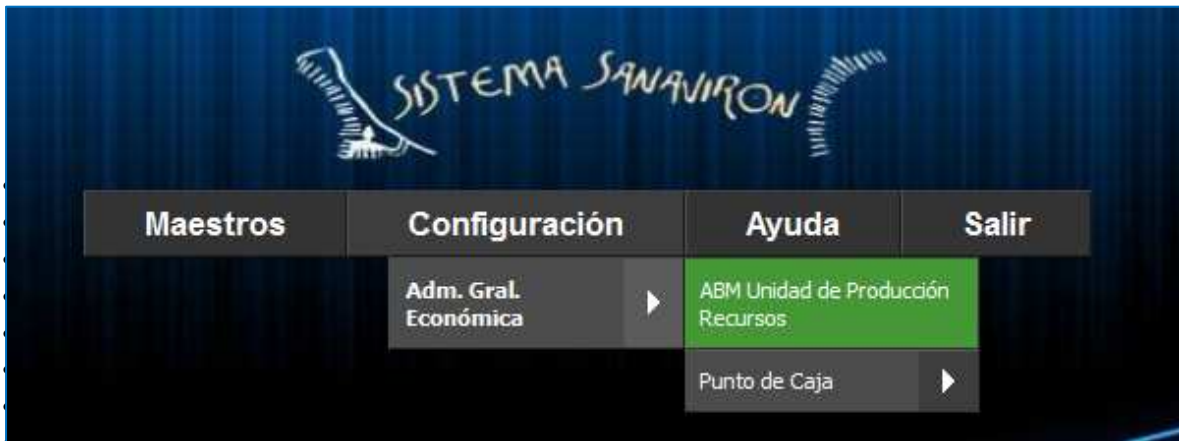 SISTEMA SANAVIRON
Maestros Configuración Ayuda Salir
Adm. Gral.
Económica
ABM Unidad de Producción
Recursos
Punto de Caja